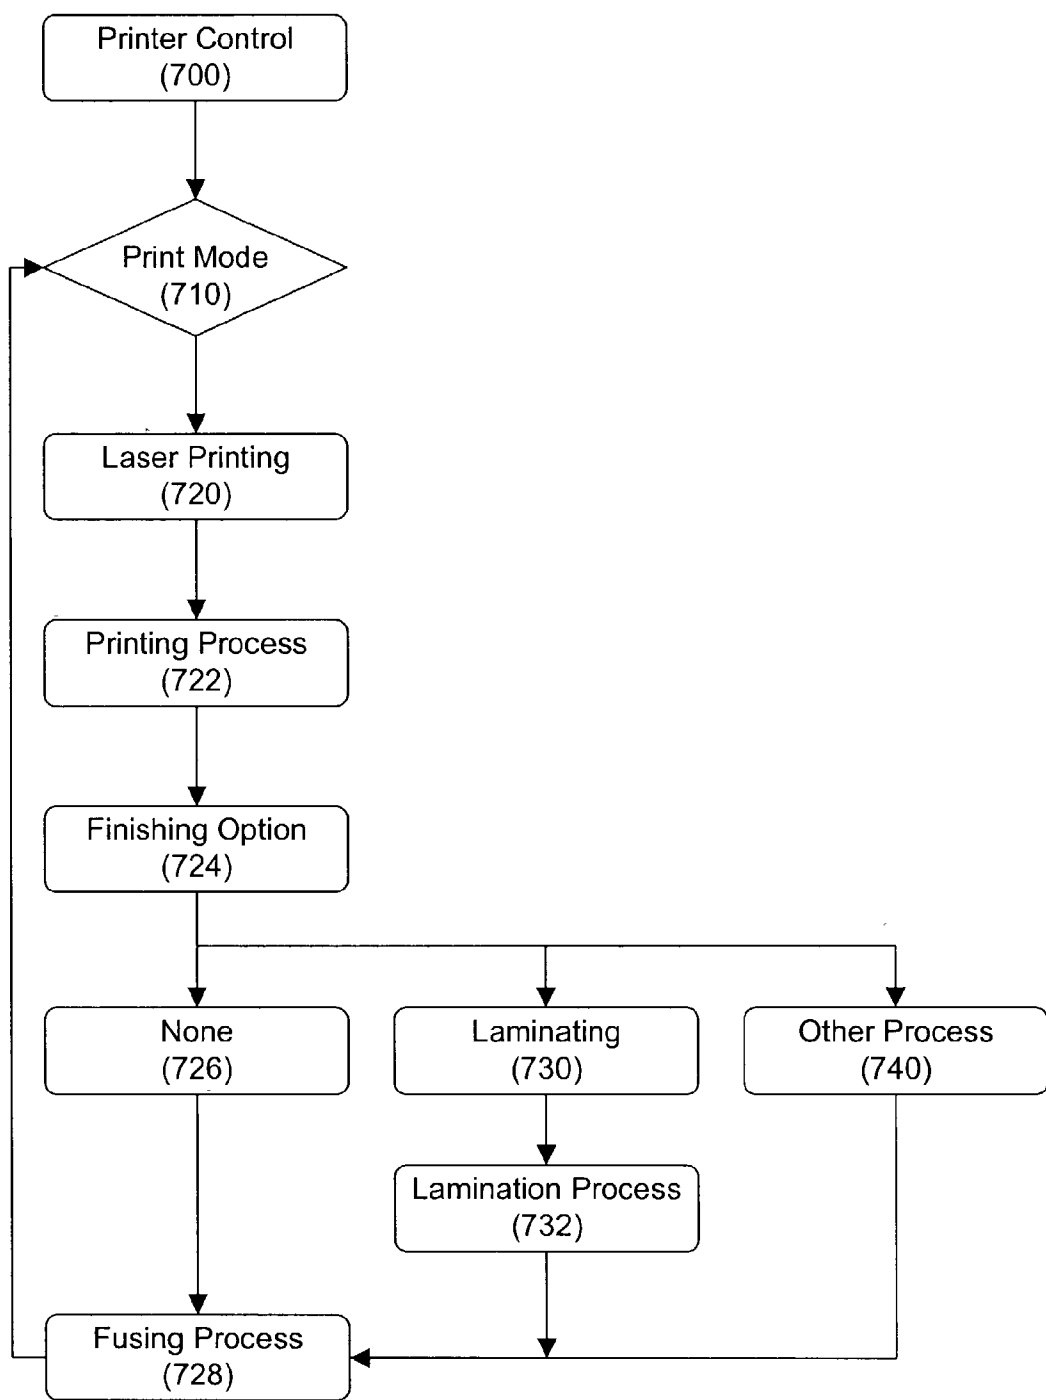 Printer Control
(700)
Print Mode
(710)
Laser Printing
(720)
Printing Process
(722)
Finishing Option
(724)
None
(726)
Laminating
(730)
Other Process
(740)
Lamination Process
(732)
Fusing Process
(728)